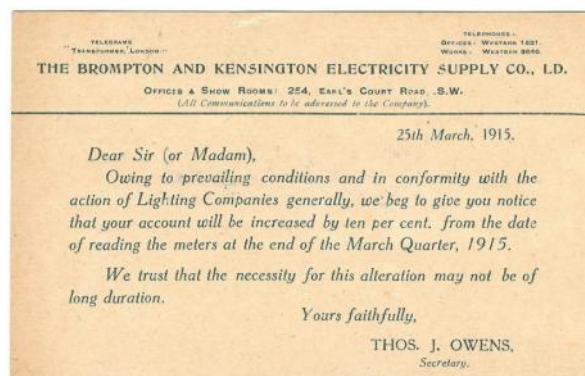 TELEGRAMS
"TRANSFORMER, LONDON."
TELEPHONES:
OFFICES: WESTERN 1531.
WORKS: WESTERN
THE BROMPTON AND KENSINGTON ELECTRICITY SUPPLY CO., LD.
OFFICES & SHOW ROOMS: 254, EARL'S COURT ROAD, S.W.
(All Communications to be addressed to the Company).
25th March, 1915.
Dear Sir (or Madam),
Owing to prevailing conditions and in conformity with the
action of Lighting Companies generally, we beg to give you notice
that your account will be increased by ten per cent. from the date
of reading the meters at the end of the March Quarter, 1915.
We trust that the necessity for this alteration may not be of
long duration.
Yours faithfully,
THOS. J. OWENS,
Secretary.